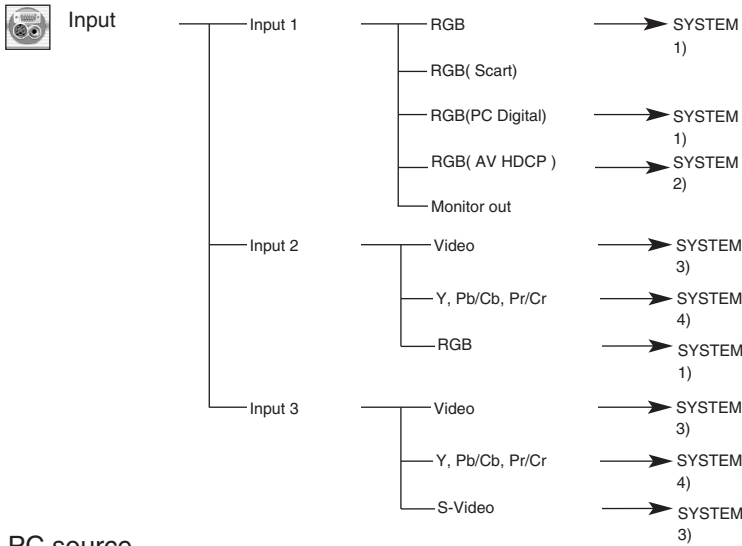 Input
Input 1
RGB
SYSTEM
1)
RGB( Scart)
RGB(PC Digital)
SYSTEM
1)
RGB( AV HDCP )
SYSTEM
2)
Monitor out
Input 2
Video
SYSTEM
3)
Y, Pb/Cb, Pr/Cr
SYSTEM
4)
RGB
SYSTEM
1)
Input 3
Video
SYSTEM
3)
Y, Pb/Cb, Pr/Cr
SYSTEM
4)
S-Video
SYSTEM
3)
PC source